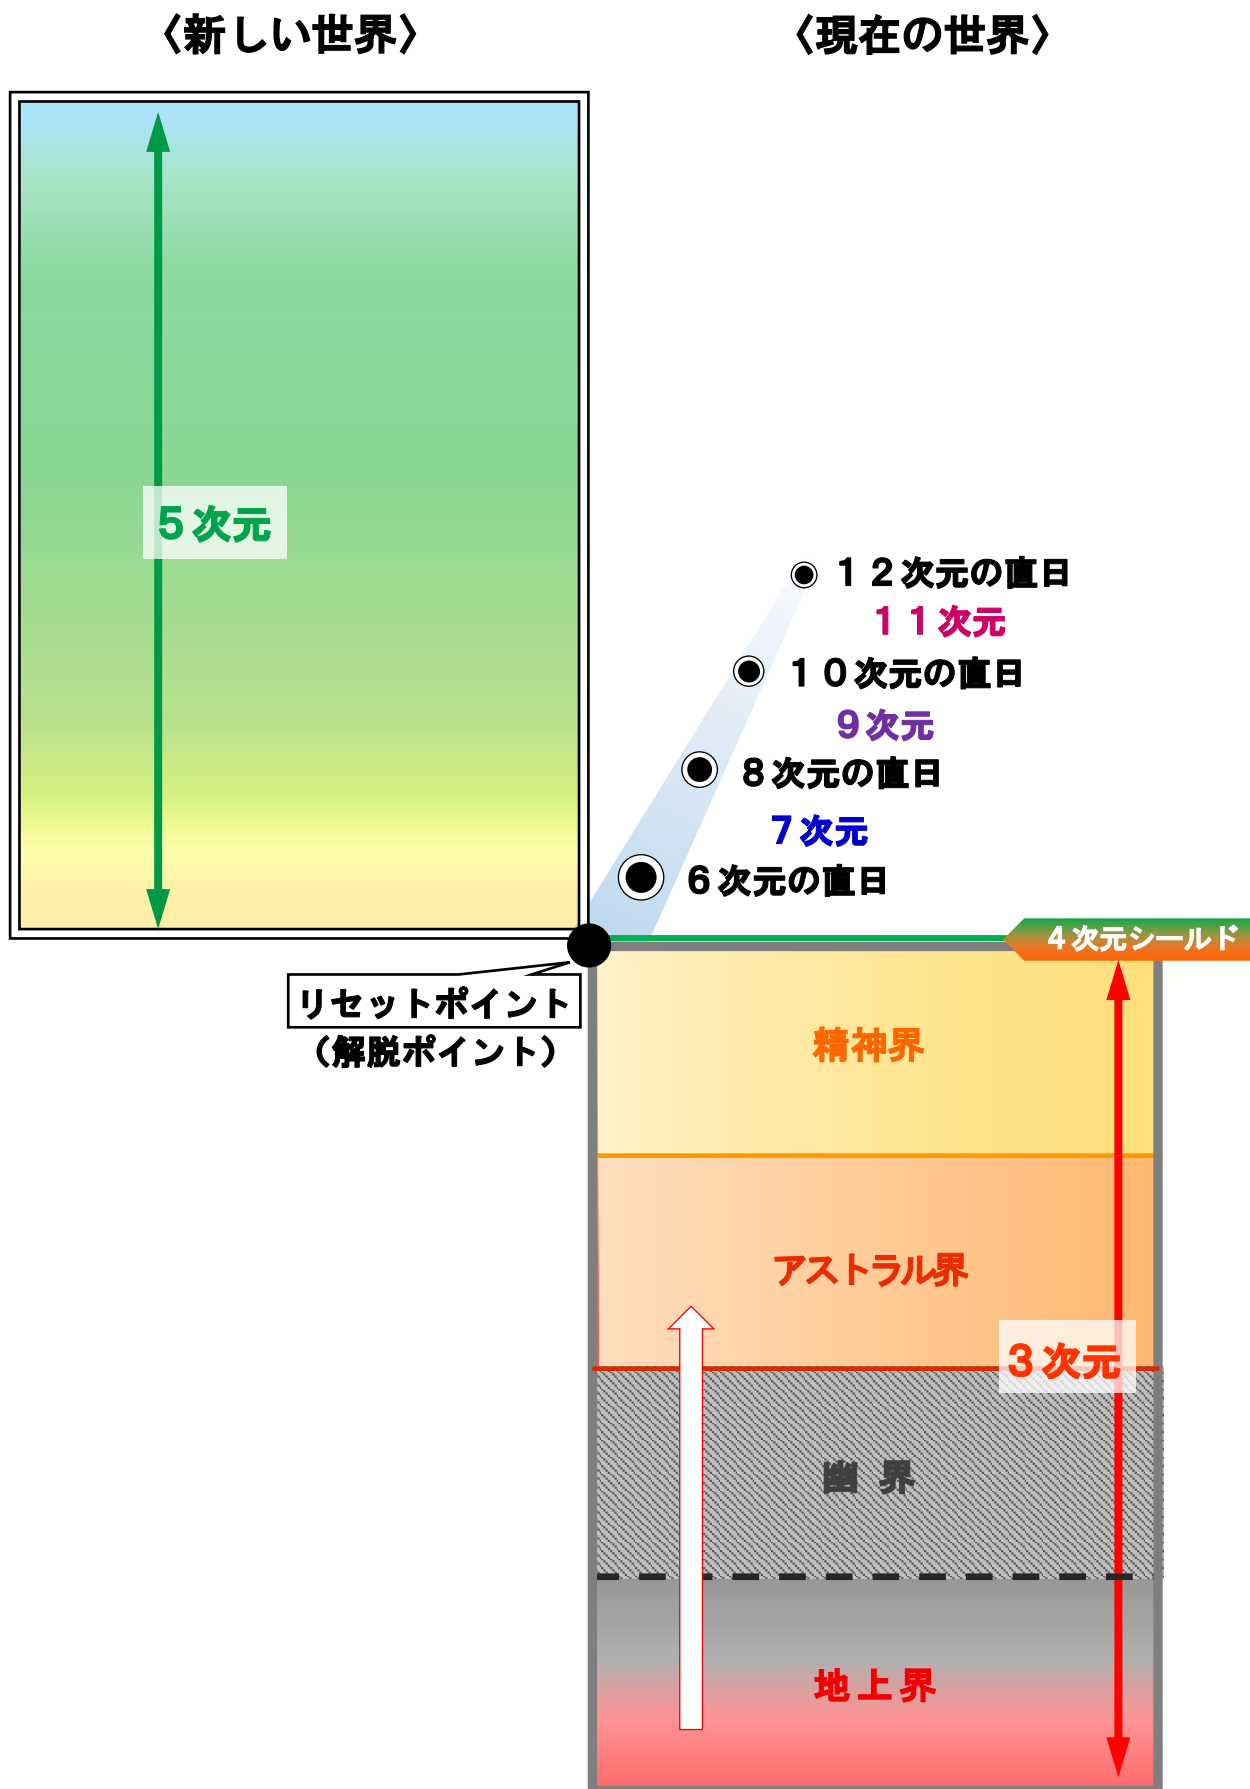 〈新しい世界〉
〈現在の世界〉
５次元
１２次元の直日
１１次元
１０次元の直日
９次元
８次元の直日
７次元
６次元の直日
４次元シールド
リセットポイント
（解脱ポイント）
精神界
アストラル界
３次元
幽 界
地上界